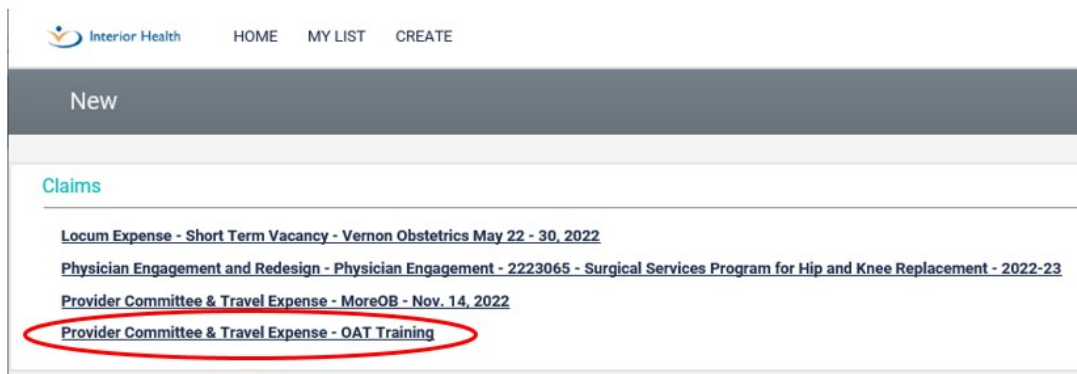 Interior Health HOME MY LIST CREATE
New
Claims
Locum Expense - Short Term Vacancy - Vernon Obstetrics May 22 - 30, 2022
Physician Engagement and Redesign - Physician Engagement - 2223065 - Surgical Services Program for Hip and Knee Replacement - 2022-23
Provider Committee & Travel Expense - MoreOB - Nov. 14, 2022
Provider Committee & Travel Expense - OAT Training